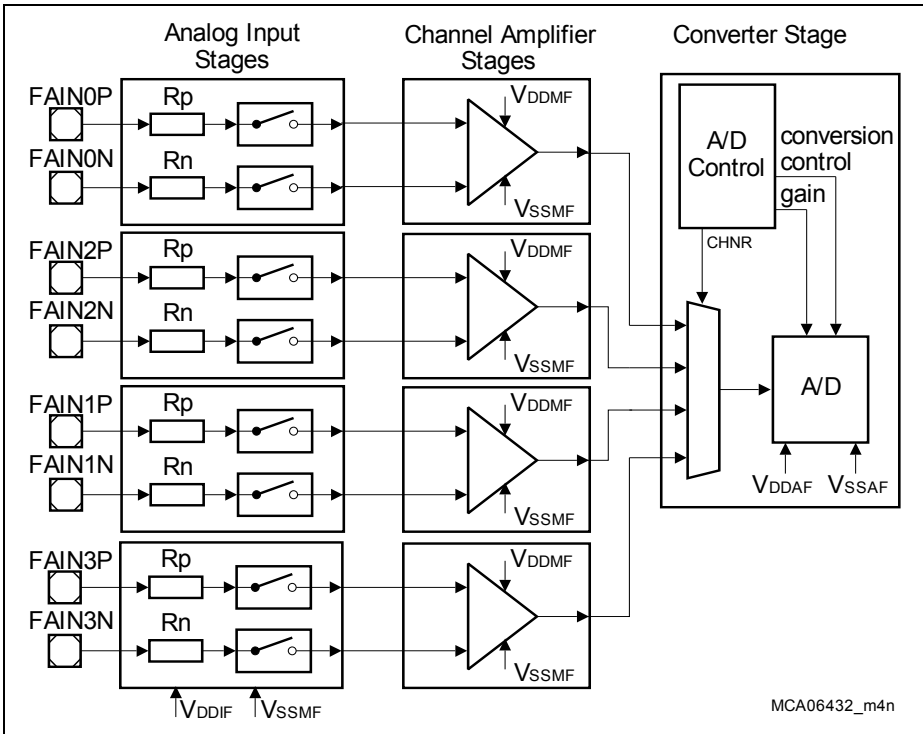 Analog Input
Stages
Channel Amplifier
Stages
Converter Stage
FAIN0P
Rp
FAIN0N
Rn
VDDMF
VSSMF
A/D
Control
conversion
control
gain
CHNR
FAIN2P
Rp
FAIN2N
Rn
VDDMF
VSSMF
A/D
VDDAF
VSSAF
FAIN1P
Rp
FAIN1N
Rn
VDDMF
VSSMF
FAIN3P
Rp
FAIN3N
Rn
VDDMF
VSSMF
VDDIF
VSSMF
MCA06432_m4n